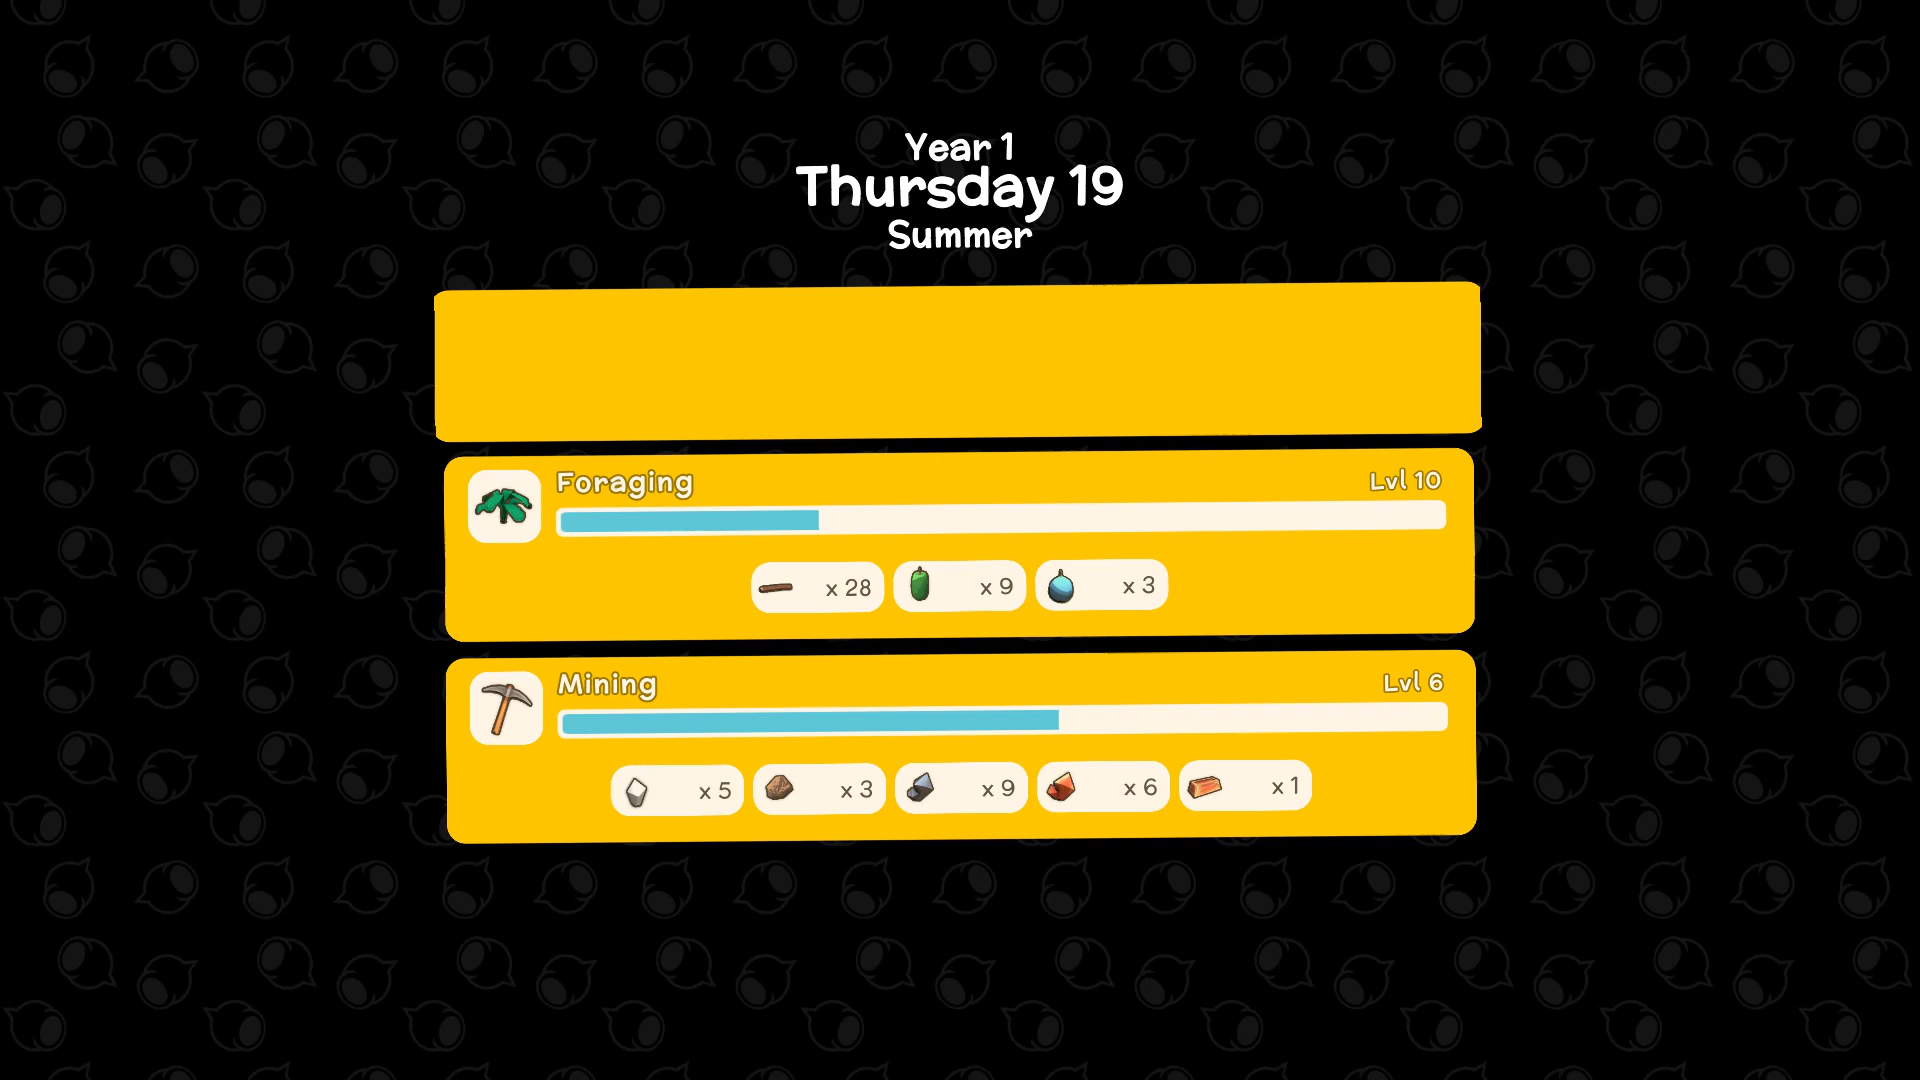 Year 1
Thursday 19
Summer
Foraging Lvl 10
x 28 x 9 x 3
Mining Lvl 6
x 5 x 3 x 9 x 6 x 1